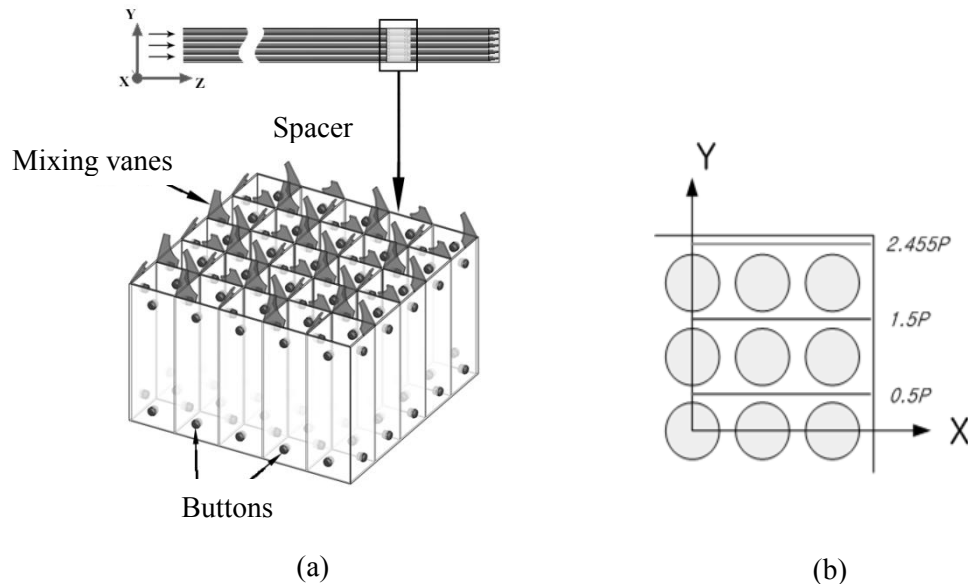 Y
X
Z
Spacer
Mixing vanes
Buttons
(a)
Y
2.455P
1.5P
0.5P
X
(b)